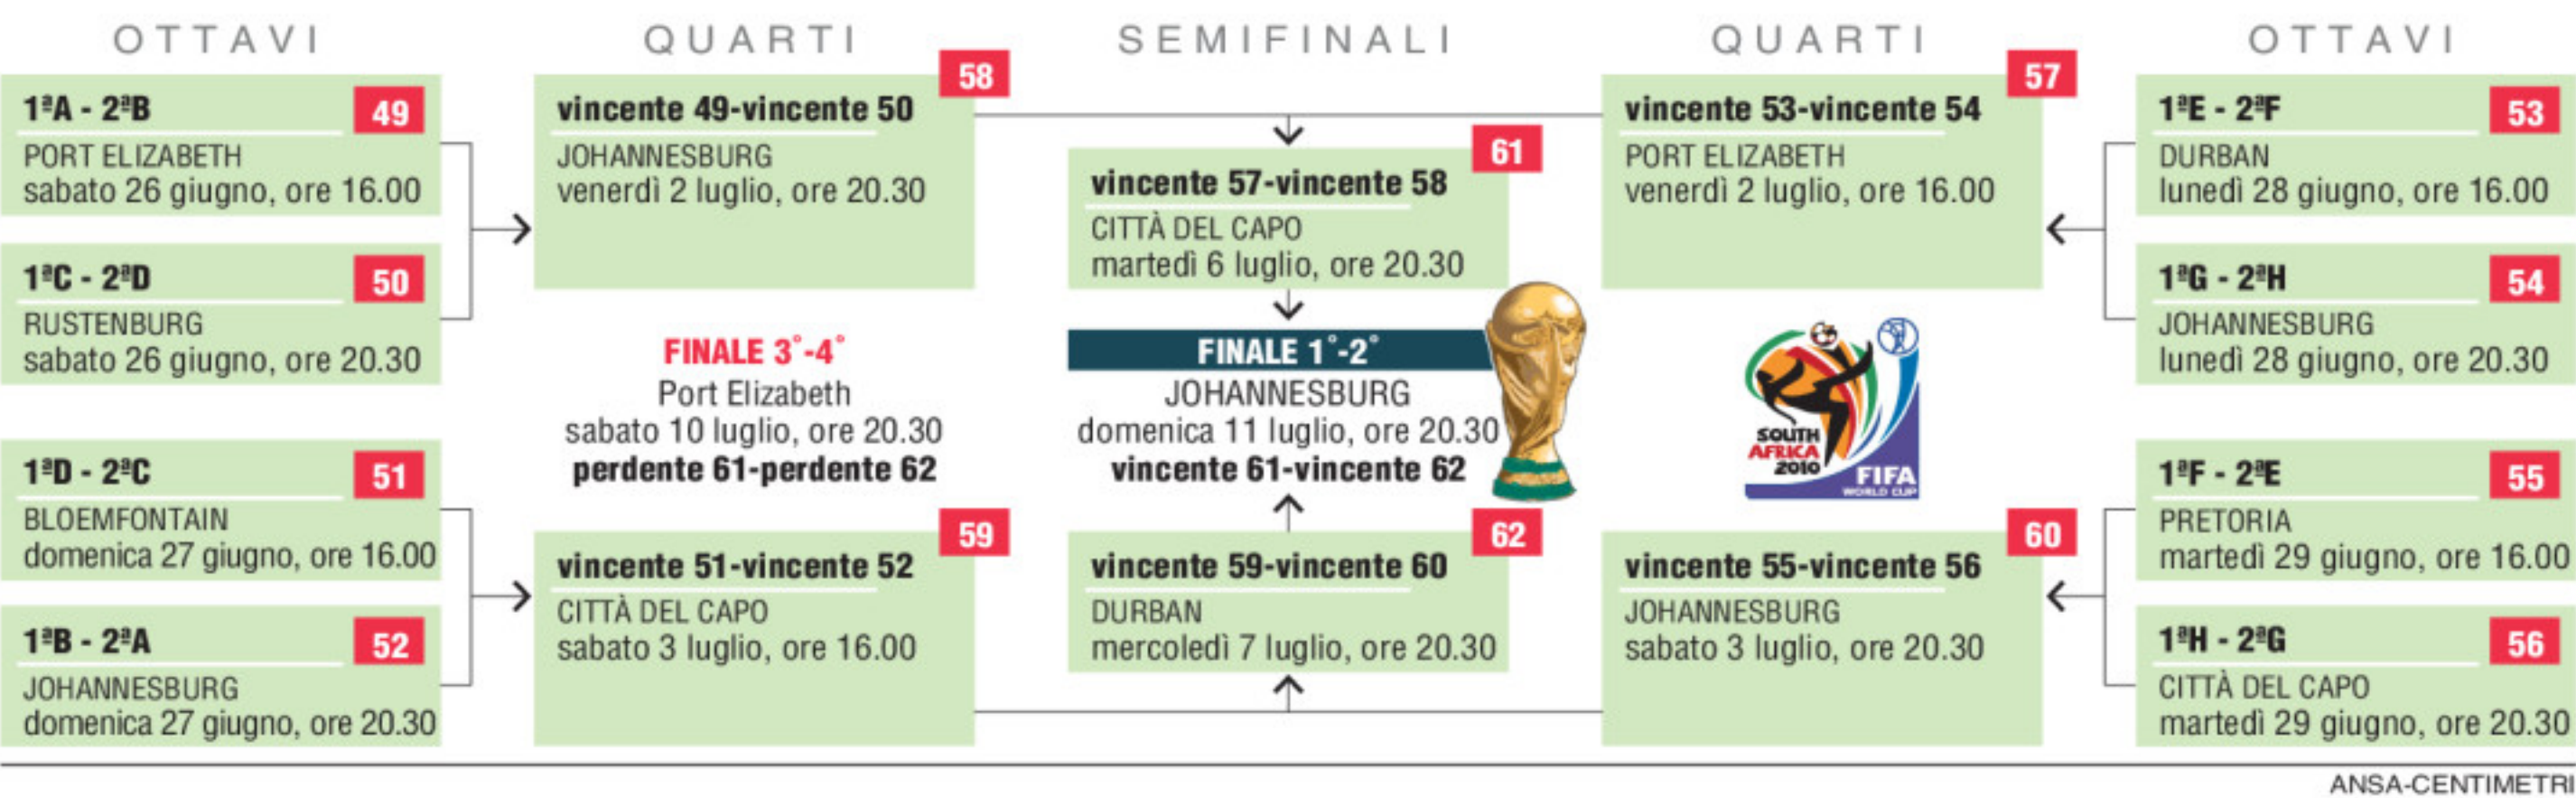 OTTAVI
QUARTI
SEMIFINALI
QUARTI
OTTAVI
1ªA - 2ªB
49
PORT ELIZABETH
sabato 26 giugno, ore 16.00
1ªC - 2ªD
50
RUSTENBURG
sabato 26 giugno, ore 20.30
1ªD - 2ªC
51
BLOEMFONTAIN
domenica 27 giugno, ore 16.00
1ªB - 2ªA
52
JOHANNESBURG
domenica 27 giugno, ore 20.30
58
vincente 49-vincente 50
JOHANNESBURG
venerdì 2 luglio, ore 20.30
FINALE 3°-4°
Port Elizabeth
sabato 10 luglio, ore 20.30
perdente 61-perdente 62
59
vincente 51-vincente 52
CITTÀ DEL CAPO
sabato 3 luglio, ore 16.00
61
vincente 57-vincente 58
CITTÀ DEL CAPO
martedì 6 luglio, ore 20.30
FINALE 1°-2°
JOHANNESBURG
domenica 11 luglio, ore 20.30
vincente 61-vincente 62
62
vincente 59-vincente 60
DURBAN
mercoledì 7 luglio, ore 20.30
57
vincente 53-vincente 54
PORT ELIZABETH
venerdì 2 luglio, ore 16.00
SOUTH
AFRICA
2010
FIFA
WORLD CUP
60
vincente 55-vincente 56
JOHANNESBURG
sabato 3 luglio, ore 20.30
1ªE - 2ªF
53
DURBAN
lunedì 28 giugno, ore 16.00
1ªG - 2ªH
54
JOHANNESBURG
lunedì 28 giugno, ore 20.30
1ªF - 2ªE
55
PRETORIA
martedì 29 giugno, ore 16.00
1ªH - 2ªG
56
CITTÀ DEL CAPO
martedì 29 giugno, ore 20.30
ANSA-CENTIMETRI